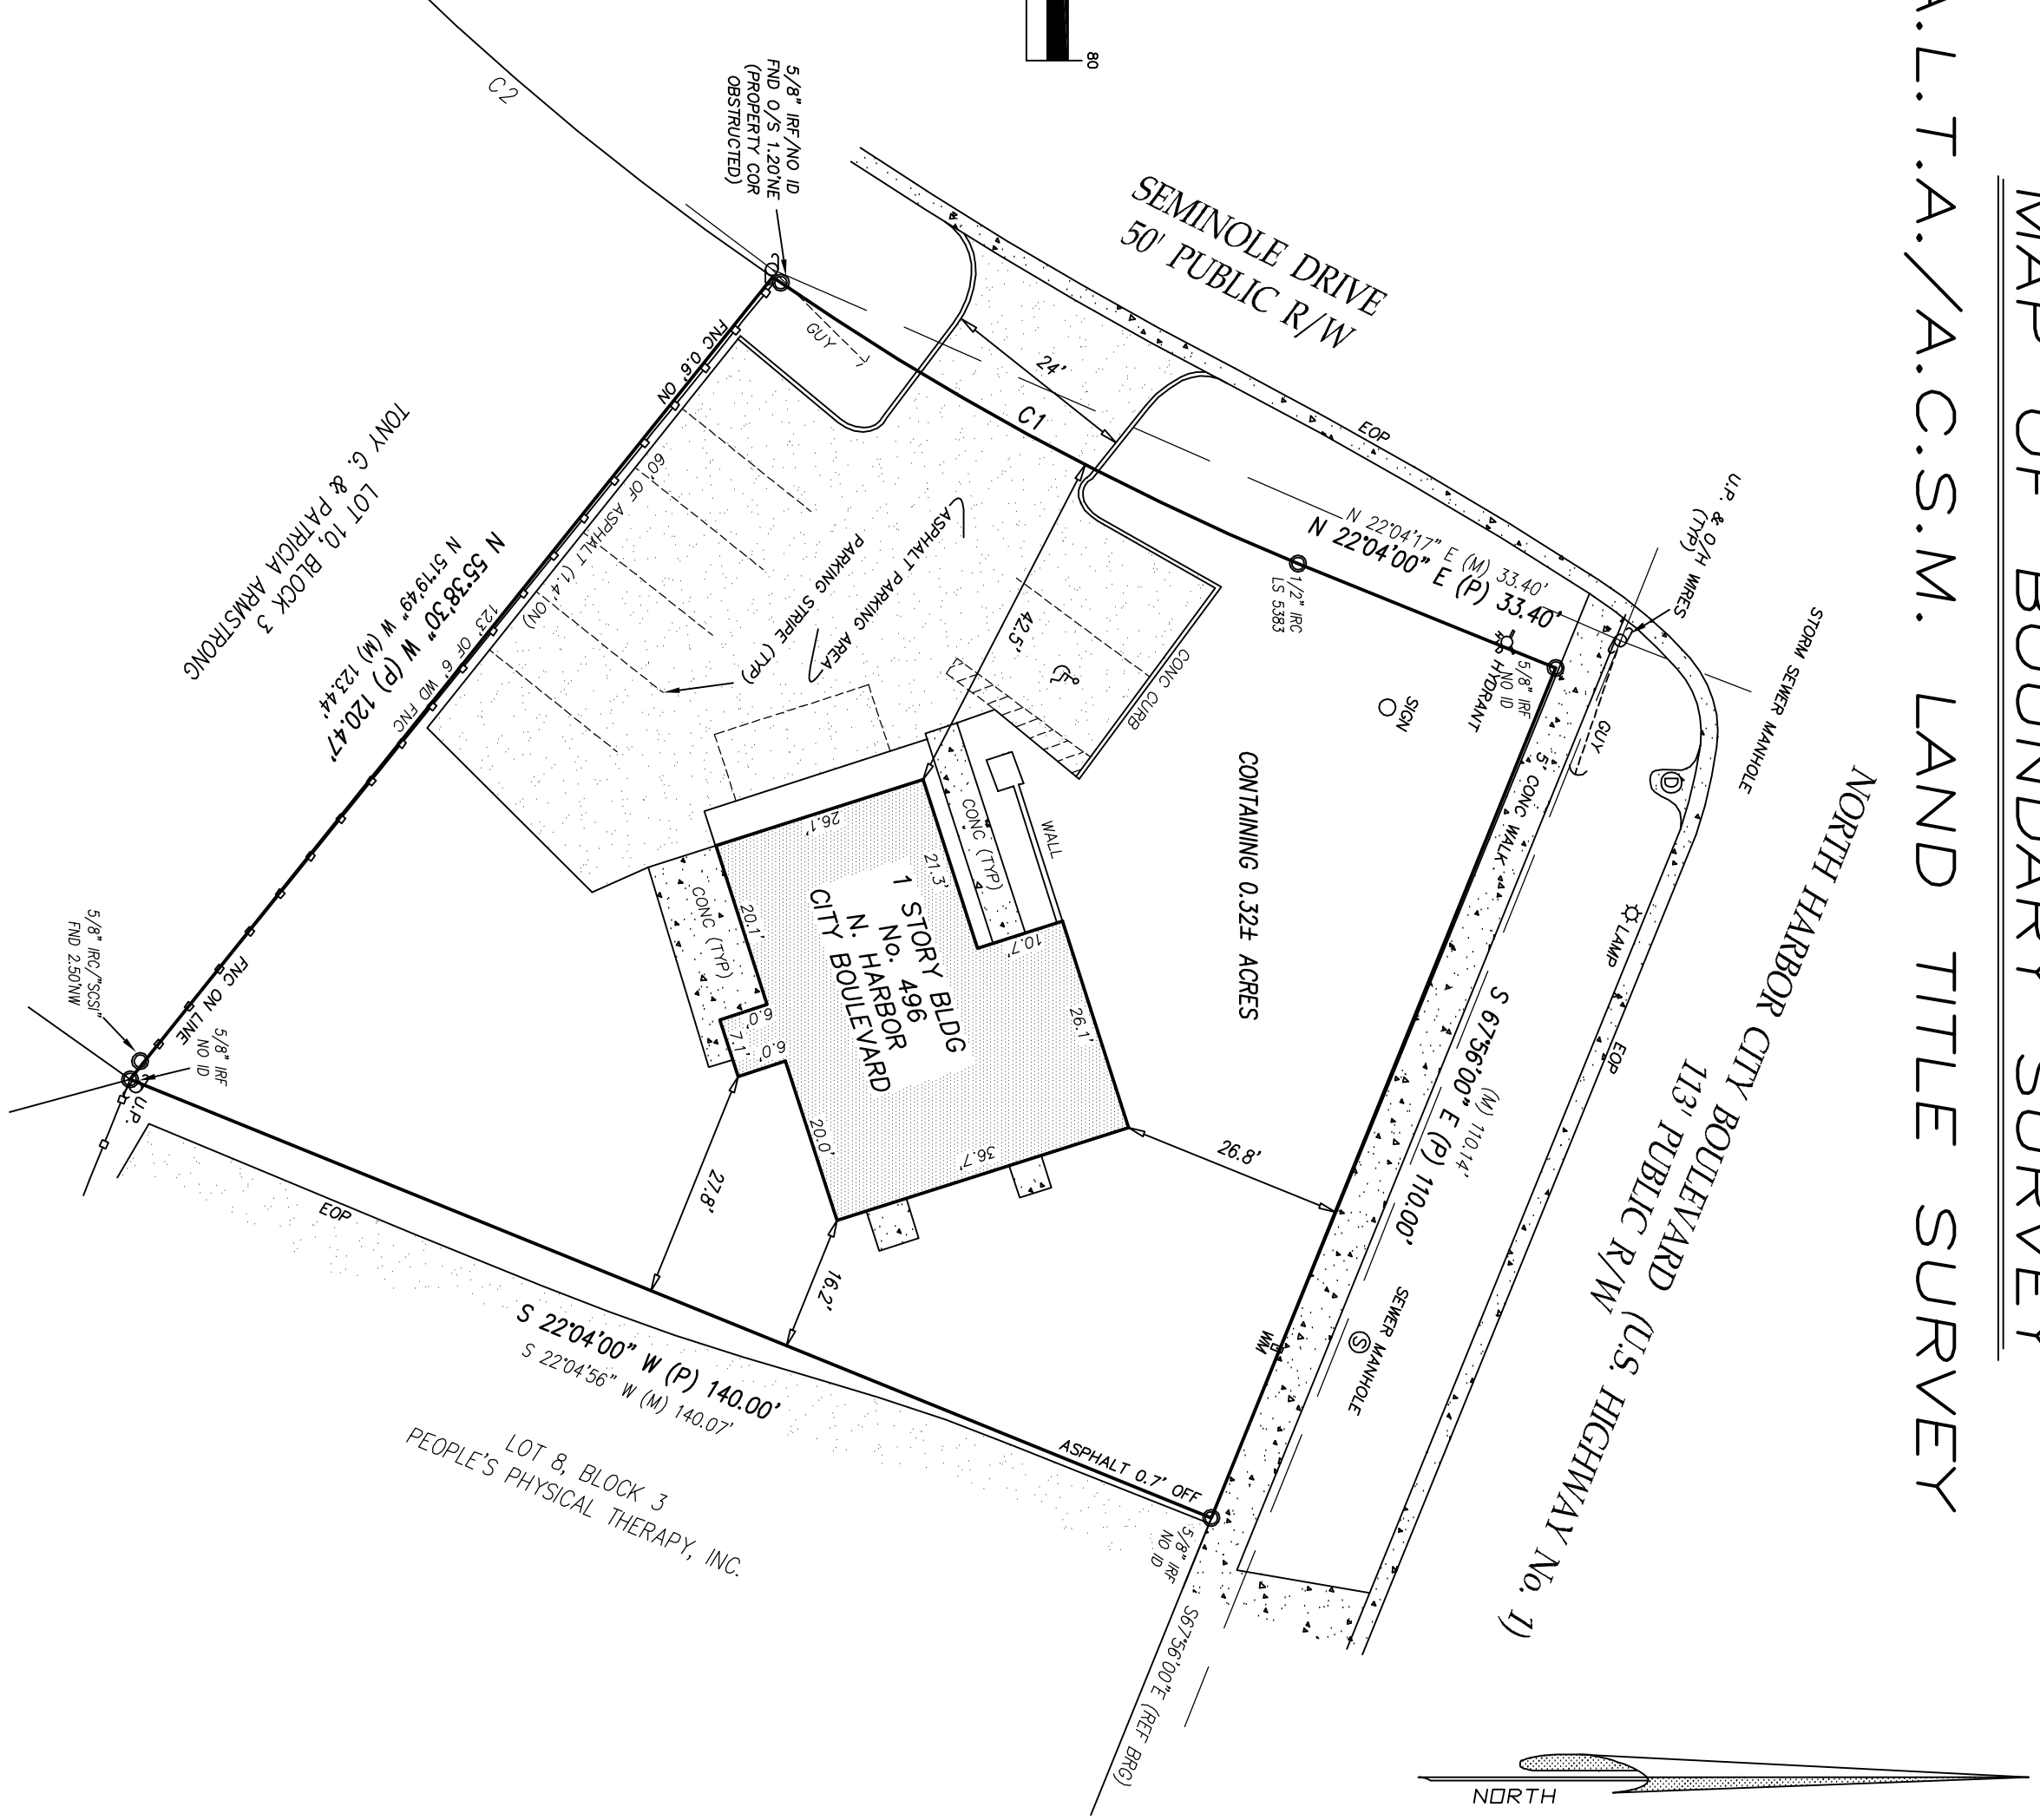 MAP OF BOUNDARY SURVEY
A.L.T.A./A.C.S.M. LAND TITLE SURVEY
80
C2
5/8" IRF/NO ID
FND O/S 1.20'NE
(PROPERTY COR
OBSTRUCTED)
SEMINOLE DRIVE
50' PUBLIC R/W
GUY
24'
C1
EOP
N 22°04'17" E (M) 33.40'
N 22°04'00" E (P) 33.40'
1/2" IRC
LS 5383
U.P. & O/H WIRES
(TYP)
STORM SEWER MANHOLE
D
GUY
5/8" IRF
NO ID
HYDRANT
SIGN
5' CONC WALK
NORTH HARBOR CITY BOULEVARD (U.S. HIGHWAY No. 1)
113' PUBLIC R/W
LAMP
EOP
(M) 110.14'
S 67°56'00" E (P) 110.00'
SEWER MANHOLE
S
WM
CONTAINING 0.32± ACRES
FNC 0.6' ON
60' OF ASPHALT (1.4' ON)
123' OF 6' WD FNC
ASPHALT PARKING AREA
PARKING STRIPE (TYP)
42.5'
CONC CURB
WALL
CONC (TYP)
CONC (TYP)
1 STORY BLDG
No. 496
N. HARBOR
CITY BOULEVARD
26.1'
21.3'
10.7'
26.1'
36.7'
20.0'
6.0'
7.1'
6.0'
20.1'
26.8'
27.8'
16.2'
N 55°38'30" W (P) 120.47'
N 51°19'49" W (M) 123.44'
LOT 10, BLOCK 3
TONY G. & PATRICIA ARMSTRONG
FNC ON LINE
5/8" IRC/"SCSI"
FND 2.50'NW
5/8" IRF
NO ID
U.P.
EOP
S 22°04'00" W (P) 140.00'
S 22°04'56" W (M) 140.07'
LOT 8, BLOCK 3
PEOPLE'S PHYSICAL THERAPY, INC.
ASPHALT 0.7' OFF
5/8" IRF
NO ID
S67°56'00"E (REF BRG)
NORTH